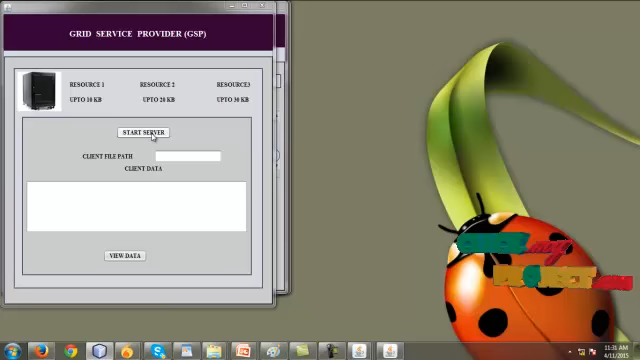 GRID SERVICE PROVIDER (GSP)
RESOURCE 1 RESOURCE 2 RESOURCE3
UPTO 10 KB UPTO 20 KB UPTO 30 KB
START SERVER
CLIENT FILE PATH
CLIENT DATA
VIEW DATA
11:31 AM
4/11/2015